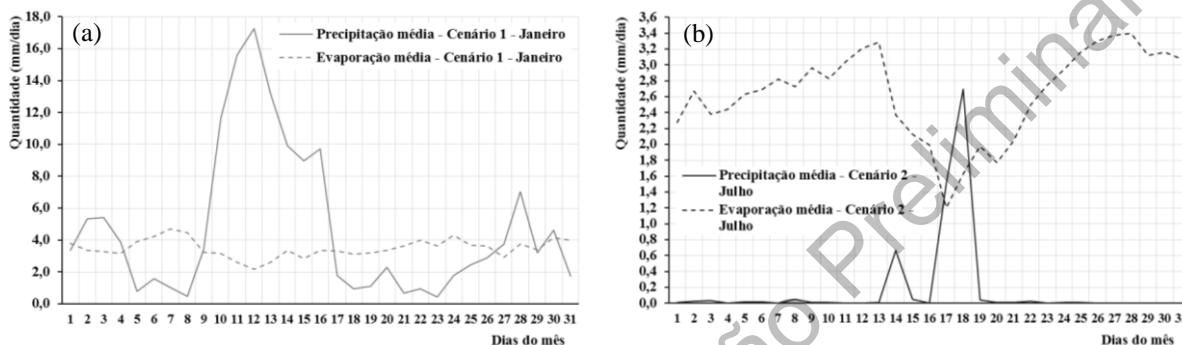 18,0
16,0
14,0
12,0
10,0
8,0
6,0
4,0
2,0
0,0
Quantidade (mm/dia)
(a)
Precipitação média - Cenário 1 - Janeiro
Evaporação média - Cenário 1 - Janeiro
1 2 3 4 5 6 7 8 9 10 11 12 13 14 15 16 17 18 19 20 21 22 23 24 25 26 27 28 29 30 31
Dias do mês
3,6
3,4
3,2
3,0
2,8
2,6
2,4
2,2
2,0
1,8
1,6
1,4
1,2
1,0
0,8
0,6
0,4
0,2
0,0
Quantidade (mm/dia)
(b)
Precipitação média - Cenário 2 -
Julho
Evaporação média - Cenário 2 -
Julho
1 2 3 4 5 6 7 8 9 10 11 12 13 14 15 16 17 18 19 20 21 22 23 24 25 26 27 28 29 30
Dias do mês
ão Preliminar